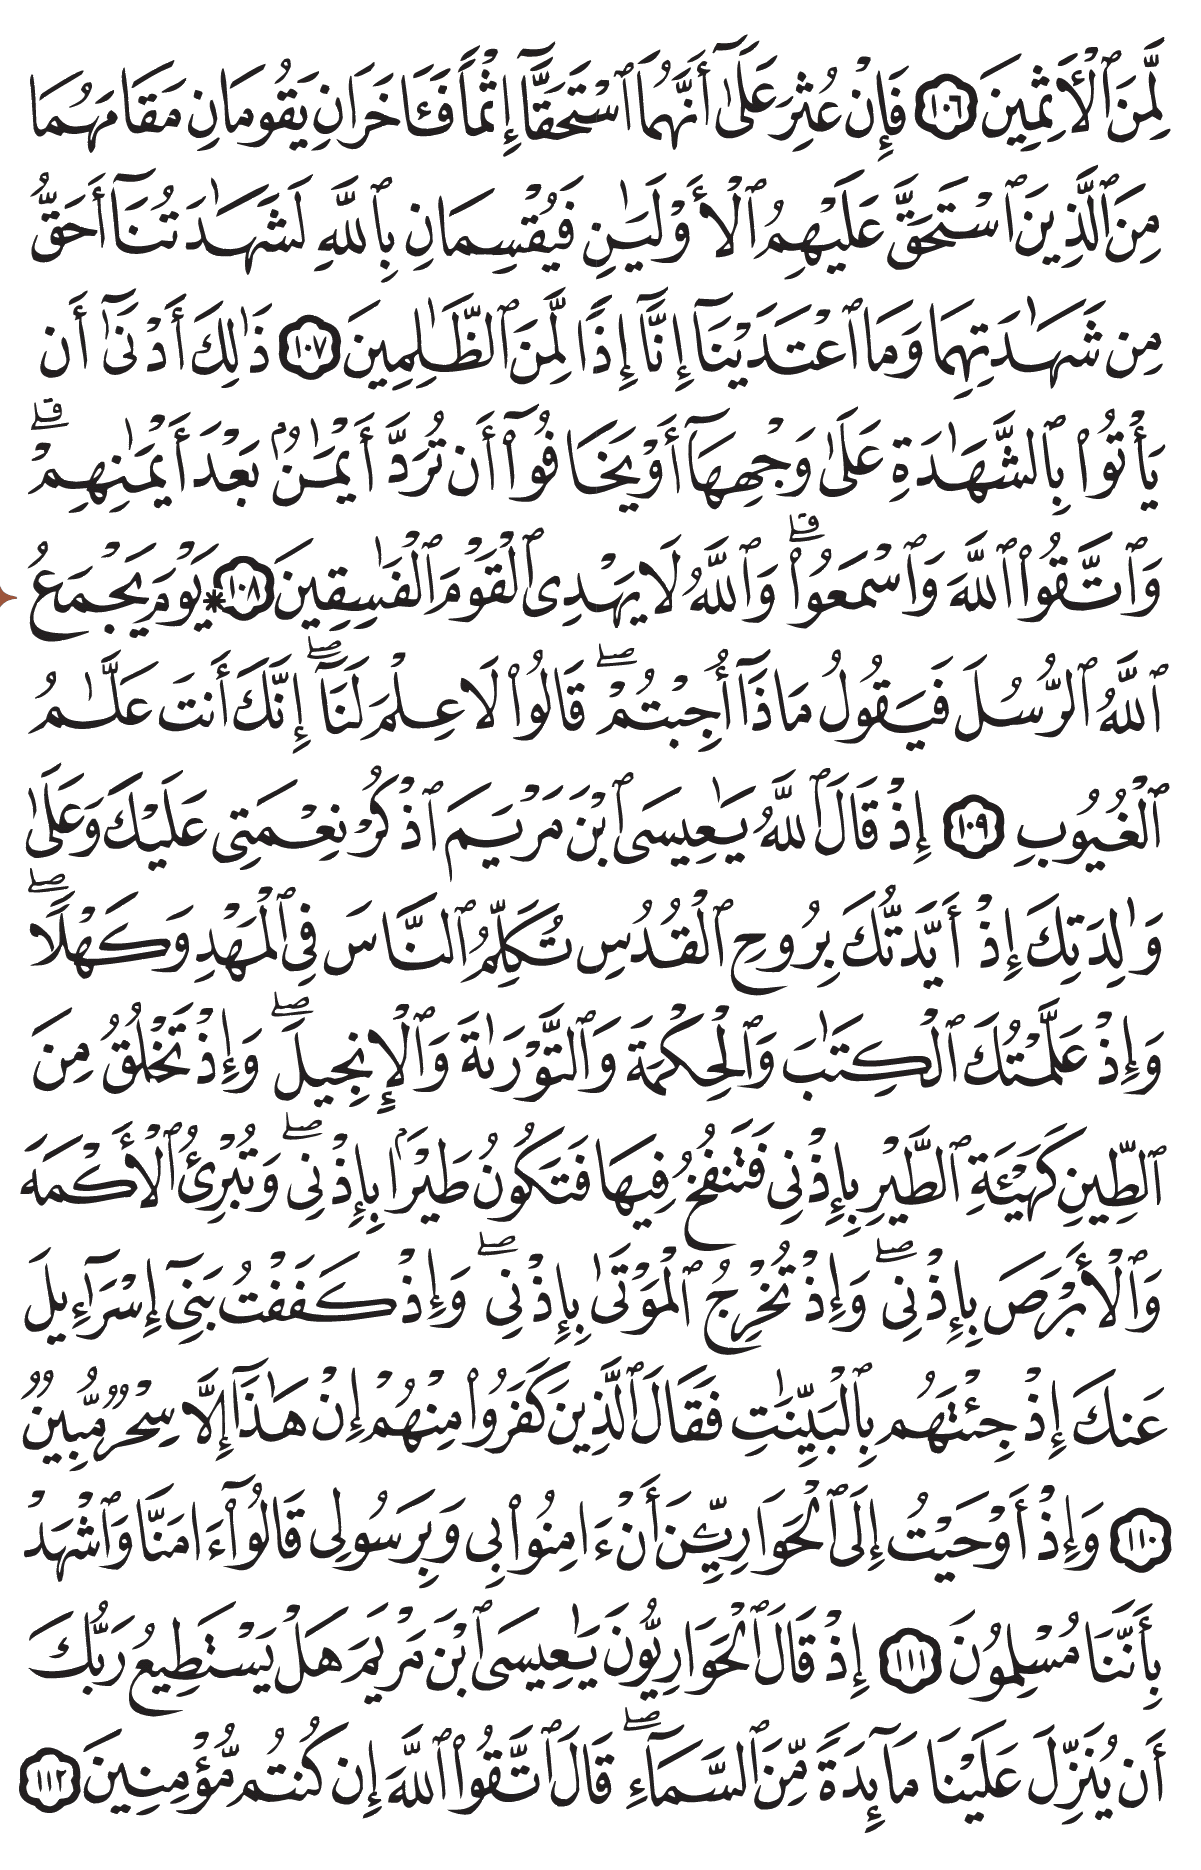 لَّمِنَ ٱلْأَثِمِينَ ١٠٦ فَإِنْ عُثِرَ عَلَىٰٓ أَنَّهُمَا ٱسْتَحَقَّآ إِثْمًا فَـَٔاخَرَانِ يَقُومَانِ مَقَامَهُمَا
مِنَ ٱلَّذِينَ ٱسْتَحَقَّ عَلَيْهِمُ ٱلْأَوْلَيَـٰنِ فَيُقْسِمَانِ بِٱللَّهِ لَشَهَـٰدَتُنَآ أَحَقُّ
مِن شَهَـٰدَتِهِمَا وَمَا ٱعْتَدَيْنَآ إِنَّآ إِذًا لَّمِنَ ٱلظَّـٰلِمِينَ ١٠٧ ذَٰلِكَ أَدْنَىٰٓ أَن
يَأْتُوا۟ بِٱلشَّهَـٰدَةِ عَلَىٰ وَجْهِهَآ أَوْ يَخَافُوٓا۟ أَن تُرَدَّ أَيْمَـٰنٌۢ بَعْدَ أَيْمَـٰنِهِمْ ۗ
وَٱتَّقُوا۟ ٱللَّهَ وَٱسْمَعُوا۟ ۗ وَٱللَّهُ لَا يَهْدِى ٱلْقَوْمَ ٱلْفَـٰسِقِينَ ١٠٨ * يَوْمَ يَجْمَعُ
ٱللَّهُ ٱلرُّسُلَ فَيَقُولُ مَاذَآ أُجِبْتُمْ ۖ قَالُوا۟ لَا عِلْمَ لَنَآ ۖ إِنَّكَ أَنتَ عَلَّـٰمُ
ٱلْغُيُوبِ ١٠٩ إِذْ قَالَ ٱللَّهُ يَـٰعِيسَى ٱبْنَ مَرْيَمَ ٱذْكُرْ نِعْمَتِى عَلَيْكَ وَعَلَىٰ
وَٰلِدَتِكَ إِذْ أَيَّدتُّكَ بِرُوحِ ٱلْقُدُسِ تُكَلِّمُ ٱلنَّاسَ فِى ٱلْمَهْدِ وَكَهْلًا ۖ
وَإِذْ عَلَّمْتُكَ ٱلْكِتَـٰبَ وَٱلْحِكْمَةَ وَٱلتَّوْرَىٰةَ وَٱلْإِنجِيلَ ۖ وَإِذْ تَخْلُقُ مِنَ
ٱلطِّينِ كَهَيْـَٔةِ ٱلطَّيْرِ بِإِذْنِى فَتَنفُخُ فِيهَا فَتَكُونُ طَيْرًۢا بِإِذْنِى ۖ وَتُبْرِئُ ٱلْأَكْمَهَ
وَٱلْأَبْرَصَ بِإِذْنِى ۖ وَإِذْ تُخْرِجُ ٱلْمَوْتَىٰ بِإِذْنِى ۖ وَإِذْ كَفَفْتُ بَنِىٓ إِسْرَٰٓءِيلَ
عَنكَ إِذْ جِئْتَهُم بِٱلْبَيِّنَـٰتِ فَقَالَ ٱلَّذِينَ كَفَرُوا۟ مِنْهُمْ إِنْ هَـٰذَآ إِلَّا سِحْرٌ مُّبِينٌ
١١٠ وَإِذْ أَوْحَيْتُ إِلَى ٱلْحَوَارِيِّـۧنَ أَنْ ءَامِنُوا۟ بِى وَبِرَسُولِى قَالُوٓا۟ ءَامَنَّا وَٱشْهَدْ
بِأَنَّنَا مُسْلِمُونَ ١١١ إِذْ قَالَ ٱلْحَوَارِيُّونَ يَـٰعِيسَى ٱبْنَ مَرْيَمَ هَلْ يَسْتَطِيعُ رَبُّكَ
أَن يُنَزِّلَ عَلَيْنَا مَآئِدَةً مِّنَ ٱلسَّمَآءِ ۖ قَالَ ٱتَّقُوا۟ ٱللَّهَ إِن كُنتُم مُّؤْمِنِينَ ١١٢